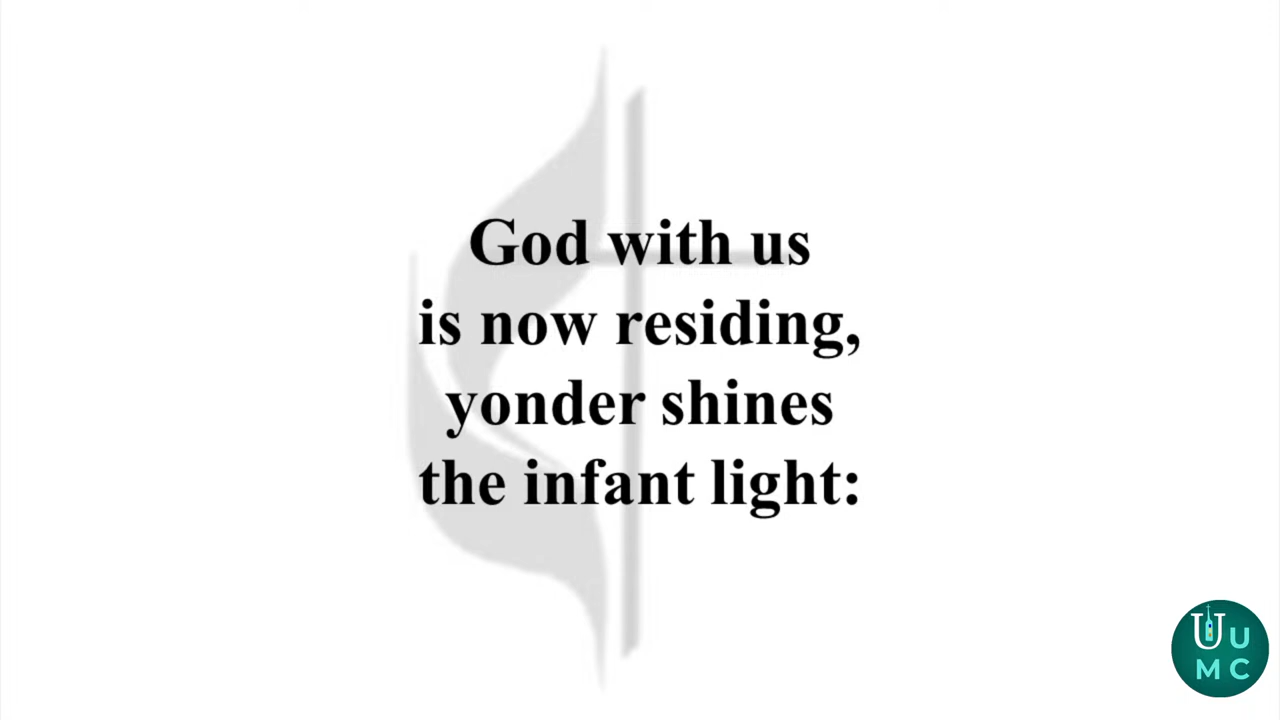 God with us
is now residing,
yonder shines
the infant light:
U U
M C